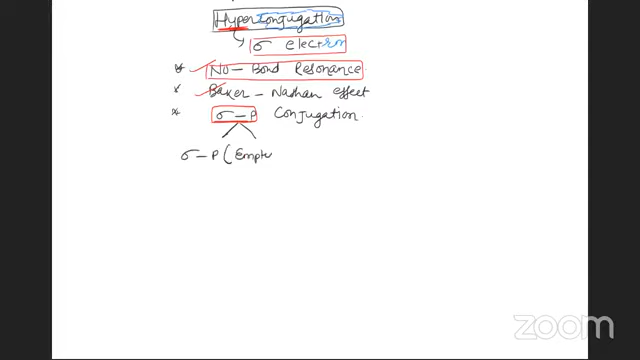 Hyperconjugation
σ electron
* No - Bond Resonance.
* Baker - Nathan effect
* σ - P Conjugation
σ - P ( Empty
zoom